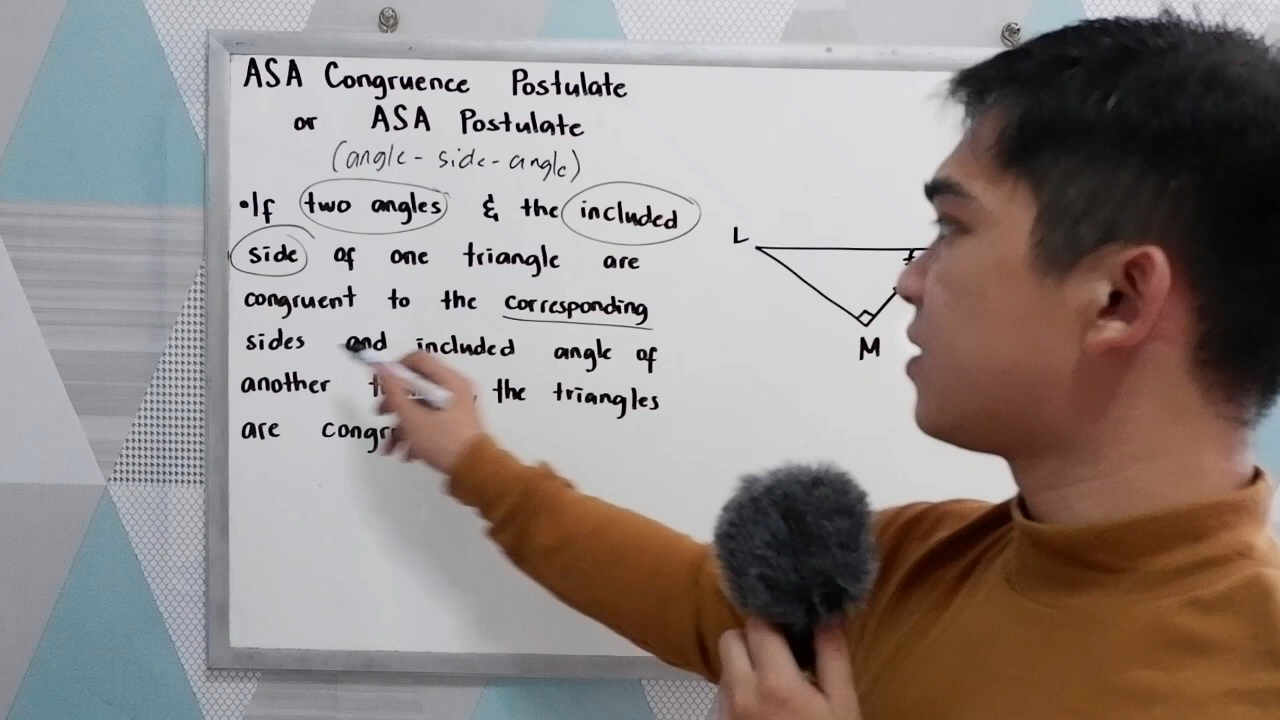 ASA Congruence Postulate
or ASA Postulate
(angle - side - angle)
•If two angles & the included
side of one triangle are
congruent to the corresponding
sides and included angle of
another the triangles
are
L
M